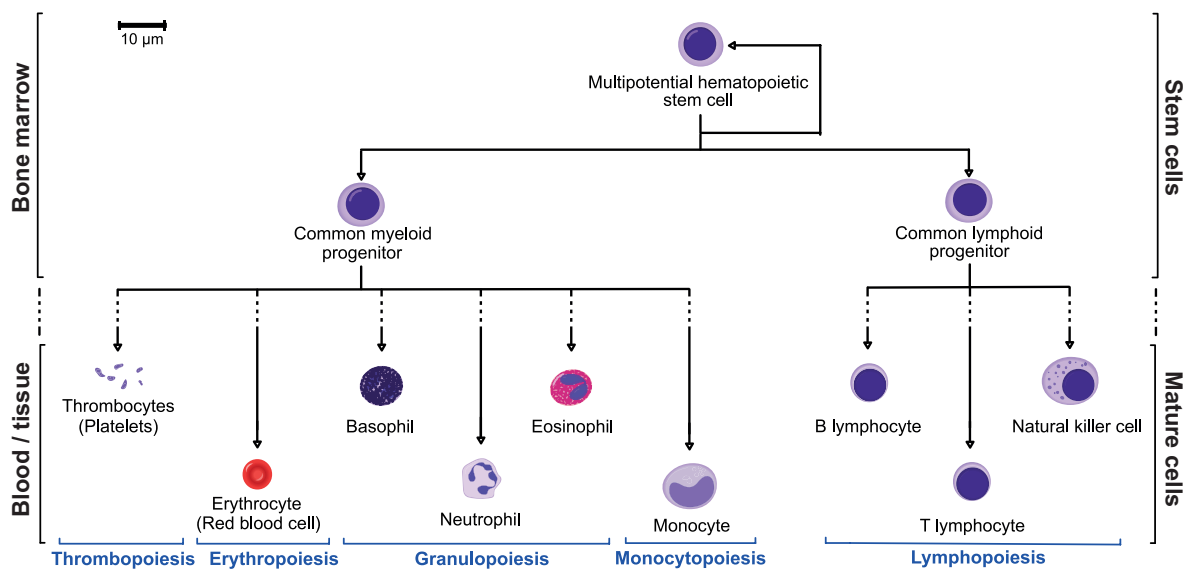 10 µm
Multipotential hematopoietic
stem cell
Bone marrow
Stem cells
Common myeloid
progenitor
Common lymphoid
progenitor
Thrombocytes
(Platelets)
Basophil
Eosinophil
B lymphocyte
Natural killer cell
Blood / tissue
Mature cells
Erythrocyte
(Red blood cell)
Neutrophil
Monocyte
T lymphocyte
Thrombopoiesis
Erythropoiesis
Granulopoiesis
Monocytopoiesis
Lymphopoiesis